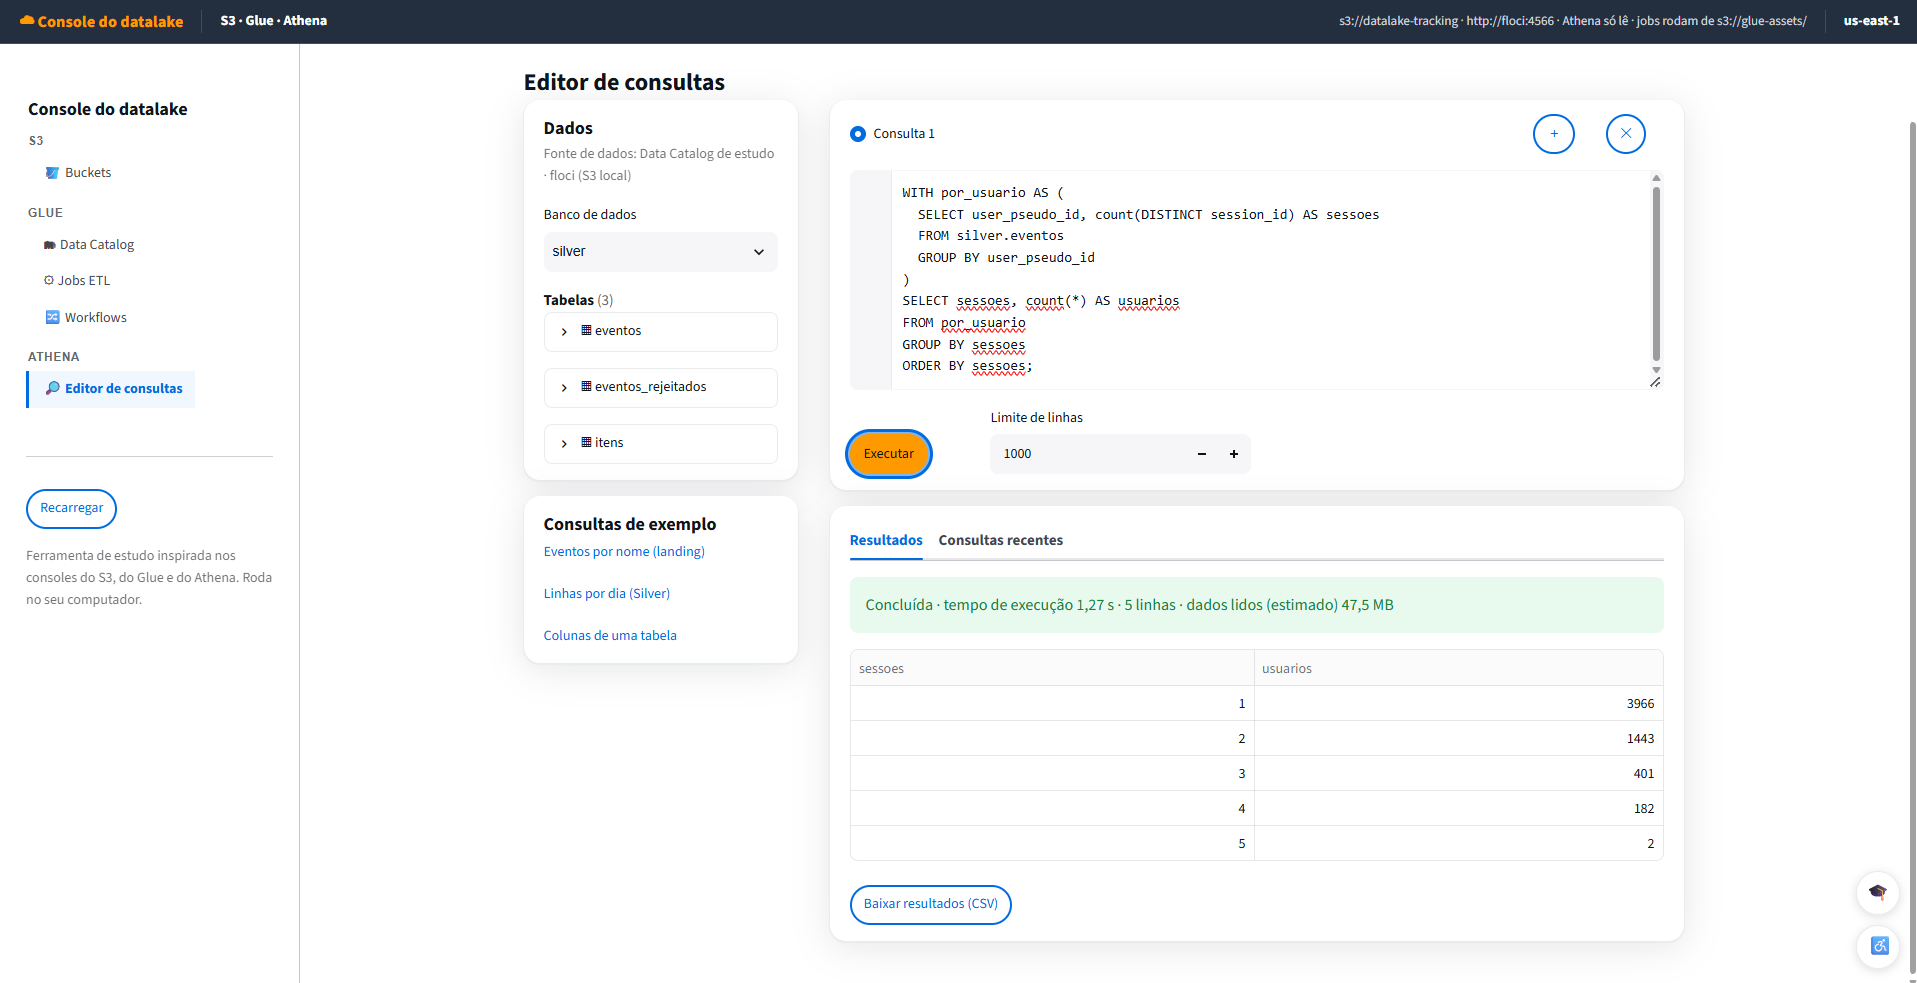 Console do datalake
S3 · Glue · Athena
s3://datalake-tracking · http://floci:4566 · Athena só lê · jobs rodam de s3://glue-assets/
us-east-1
Console do datalake
S3
Buckets
GLUE
Data Catalog
Jobs ETL
Workflows
ATHENA
Editor de consultas
Recarregar
Ferramenta de estudo inspirada nos
consoles do S3, do Glue e do Athena. Roda
no seu computador.
Editor de consultas
Dados
Fonte de dados: Data Catalog de estudo
· floci (S3 local)
Banco de dados
silver
Tabelas (3)
eventos
eventos_rejeitados
itens
Consultas de exemplo
Eventos por nome (landing)
Linhas por dia (Silver)
Colunas de uma tabela
Consulta 1
WITH por_usuario AS (
SELECT user_pseudo_id, count(DISTINCT session_id) AS sessoes
FROM silver.eventos
GROUP BY user_pseudo_id
)
SELECT sessoes, count(*) AS usuarios
FROM por_usuario
GROUP BY sessoes
ORDER BY sessoes;
Executar
Limite de linhas
1000
Resultados
Consultas recentes
Concluída · tempo de execução 1,27 s · 5 linhas · dados lidos (estimado) 47,5 MB
sessoes usuarios
1 3966
2 1443
3 401
4 182
5 2
Baixar resultados (CSV)